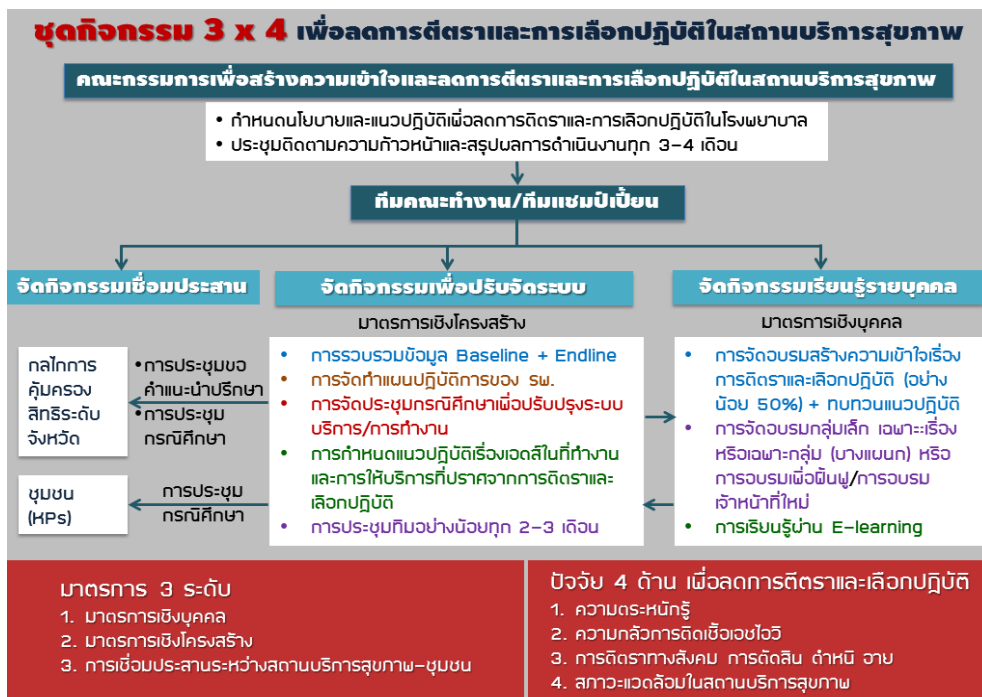 ชุดกิจกรรม 3 x 4 เพื่อลดการตีตราและการเลือกปฏิบัติในสถานบริการสุขภาพ
คณะกรรมการเพื่อสร้างความเข้าใจและลดการตีตราและการเลือกปฏิบัติในสถานบริการสุขภาพ
• กำหนดนโยบายและแนวปฏิบัติเพื่อลดการตีตราและการเลือกปฏิบัติในโรงพยาบาล
• ประชุมติดตามความก้าวหน้าและสรุปผลการดำเนินงานทุก 3-4 เดือน
ทีมคณะทำงาน/ทีมแชมป์เปี้ยน
จัดกิจกรรมเชื่อมประสาน
กลไกการ
คุ้มครอง
สิทธิระดับ
จังหวัด
•การประชุมขอ
คำแนะนำปรึกษา
•การประชุม
กรณีศึกษา
ชุมชน
(KPs)
การประชุม
กรณีศึกษา
จัดกิจกรรมเพื่อปรับจัดระบบ
มาตรการเชิงโครงสร้าง
• การรวบรวมข้อมูล Baseline + Endline
• การจัดทำแผนปฏิบัติการของ รพ.
• การจัดประชุมกรณีศึกษาเพื่อปรับปรุงระบบ
บริการ/การทำงาน
• การกำหนดแนวปฏิบัติเรื่องเอดส์ในที่ทำงาน
และการให้บริการที่ปราศจากการตีตราและ
เลือกปฏิบัติ
• การประชุมทีมอย่างน้อยทุก 2-3 เดือน
จัดกิจกรรมเรียนรู้รายบุคคล
มาตรการเชิงบุคคล
• การจัดอบรมสร้างความเข้าใจเรื่อง
การตีตราและเลือกปฏิบัติ (อย่าง
น้อย 50%) + ทบทวนแนวปฏิบัติ
• การจัดอบรมกลุ่มเล็ก เฉพาะเรื่อง
หรือเฉพาะกลุ่ม (บางแผนก) หรือ
การอบรมเพื่อฟื้นฟู/การอบรม
เจ้าหน้าที่ใหม่
• การเรียนรู้ผ่าน E-learning
มาตรการ 3 ระดับ
1. มาตรการเชิงบุคคล
2. มาตรการเชิงโครงสร้าง
3. การเชื่อมประสานระหว่างสถานบริการสุขภาพ-ชุมชน
ปัจจัย 4 ด้าน เพื่อลดการตีตราและเลือกปฏิบัติ
1. ความตระหนักรู้
2. ความกลัวการติดเชื้อเอชไอวี
3. การตีตราทางสังคม การตัดสิน ตำหนิ อาย
4. สภาวะแวดล้อมในสถานบริการสุขภาพ